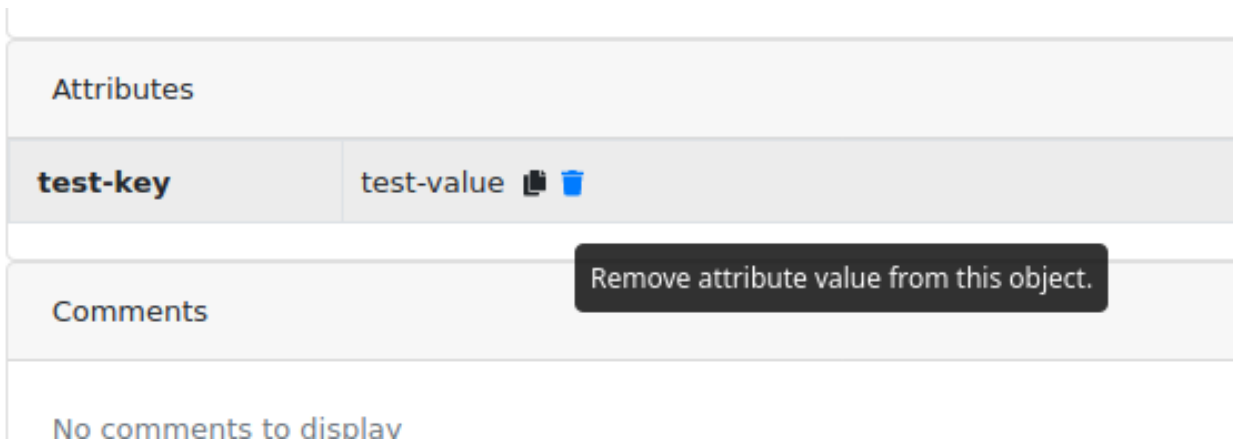 Attributes
test-key test-value
Remove attribute value from this object.
Comments
No comments to display